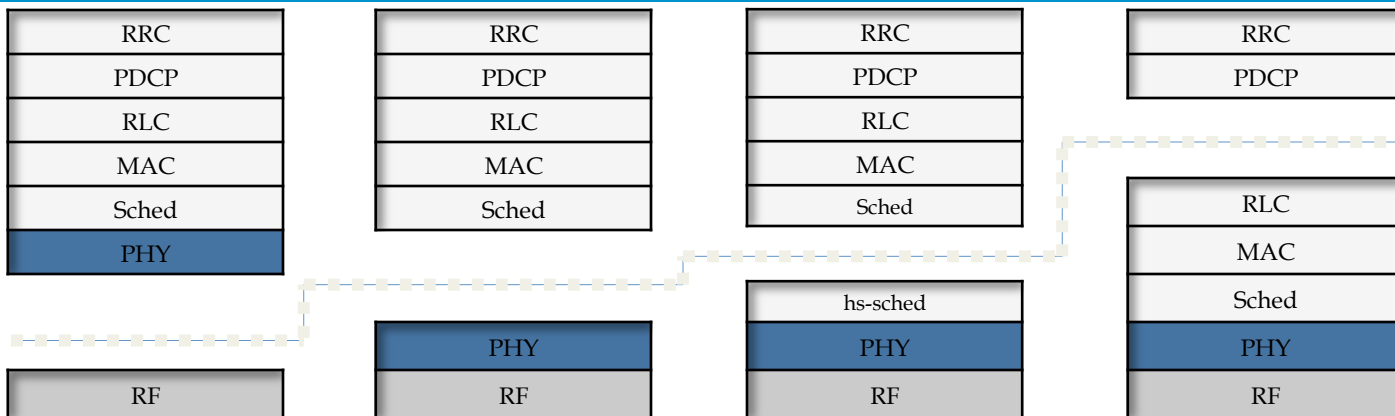 RRC
PDCP
RLC
MAC
Sched
PHY
RF
RRC
PDCP
RLC
MAC
Sched
PHY
RF
RRC
PDCP
RLC
MAC
Sched
hs-sched
PHY
RF
RRC
PDCP
RLC
MAC
Sched
PHY
RF